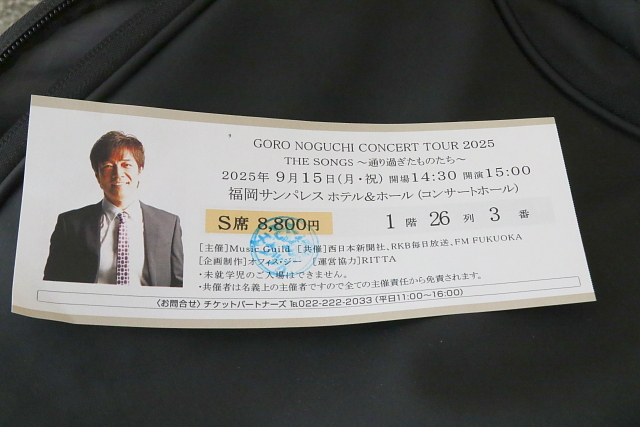 GORO NOGUCHI CONCERT TOUR 2025
THE SONGS ～通り過ぎたものたち～
2025年 9月15日(月・祝) 開場14:30 開演15:00
福岡サンパレス ホテル&ホール (コンサートホール)
S席 8,800円 1階 26列 3番
[主催]Music Guild [共催]西日本新聞社、RKB毎日放送、FM FUKUOKA
[企画制作]オフィス・ジー [運営協力]RITTA
・未就学児のご入場はできません。
・共催者は名義上の主催者ですので全ての主催責任から免責されます。
〈お問合せ〉チケットパートナーズ ℡022-222-2033 (平日11:00～16:00)